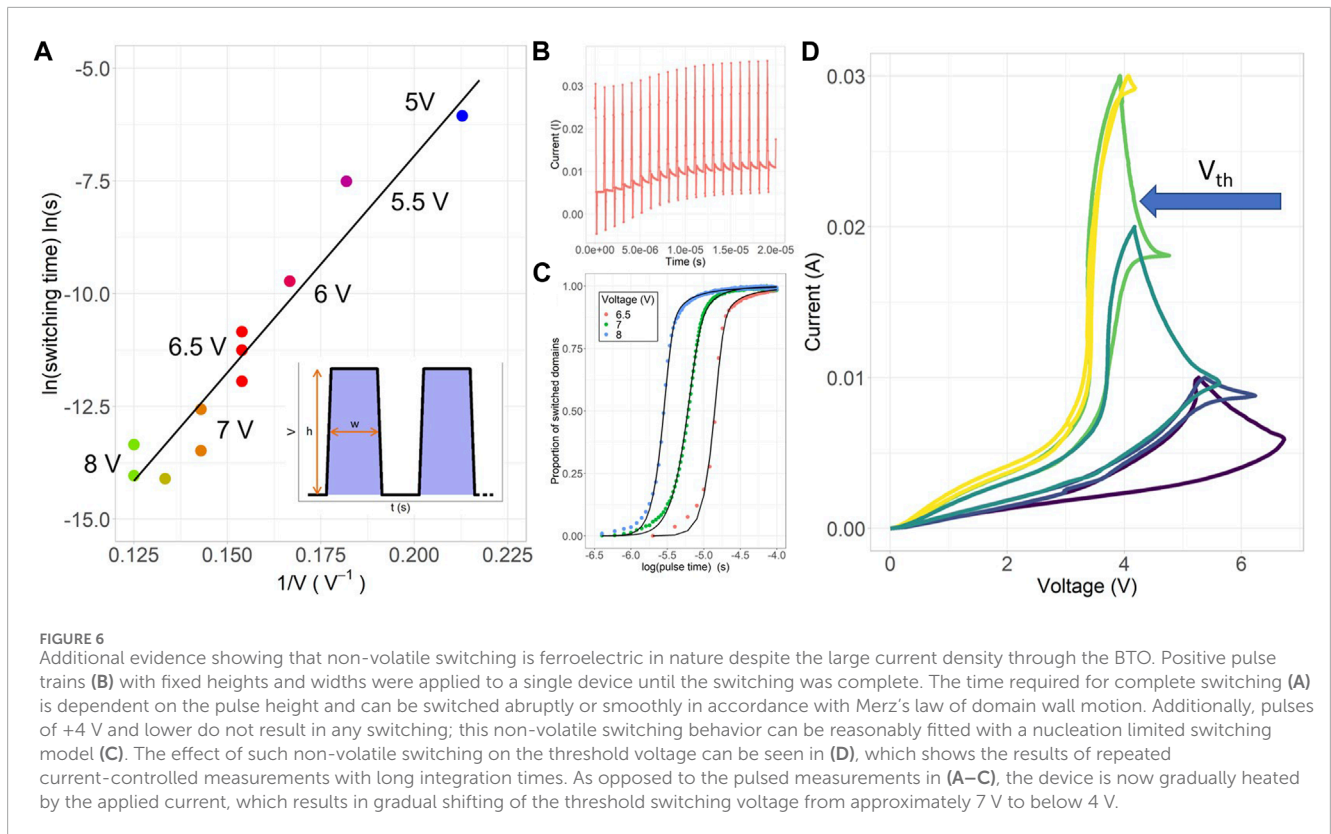 A
-5.0
-7.5
-10.0
-12.5
-15.0
ln(switching time) ln(s)
5V
5.5 V
6 V
6.5 V
7 V
8 V
V
h
w
t (s)
0.125
0.150
0.175
0.200
0.225
1/V ( V⁻¹)
B
0.03
0.02
0.01
0.00
Current (I)
0.0e+00
5.0e-06
1.0e-05
1.5e-05
2.0e-05
Time (s)
C
1.00
0.75
0.50
0.25
0.00
Proportion of switched domains
Voltage (V)
6.5
7
8
-6.5
-6.0
-5.5
-5.0
-4.5
-4.0
log(pulse time) (s)
D
0.03
0.02
0.01
0.00
Current (A)
Vth
0
2
4
6
Voltage (V)
FIGURE 6
Additional evidence showing that non-volatile switching is ferroelectric in nature despite the large current density through the BTO. Positive pulse
trains (B) with fixed heights and widths were applied to a single device until the switching was complete. The time required for complete switching (A)
is dependent on the pulse height and can be switched abruptly or smoothly in accordance with Merz's law of domain wall motion. Additionally, pulses
of +4 V and lower do not result in any switching; this non-volatile switching behavior can be reasonably fitted with a nucleation limited switching
model (C). The effect of such non-volatile switching on the threshold voltage can be seen in (D), which shows the results of repeated
current-controlled measurements with long integration times. As opposed to the pulsed measurements in (A–C), the device is now gradually heated
by the applied current, which results in gradual shifting of the threshold switching voltage from approximately 7 V to below 4 V.